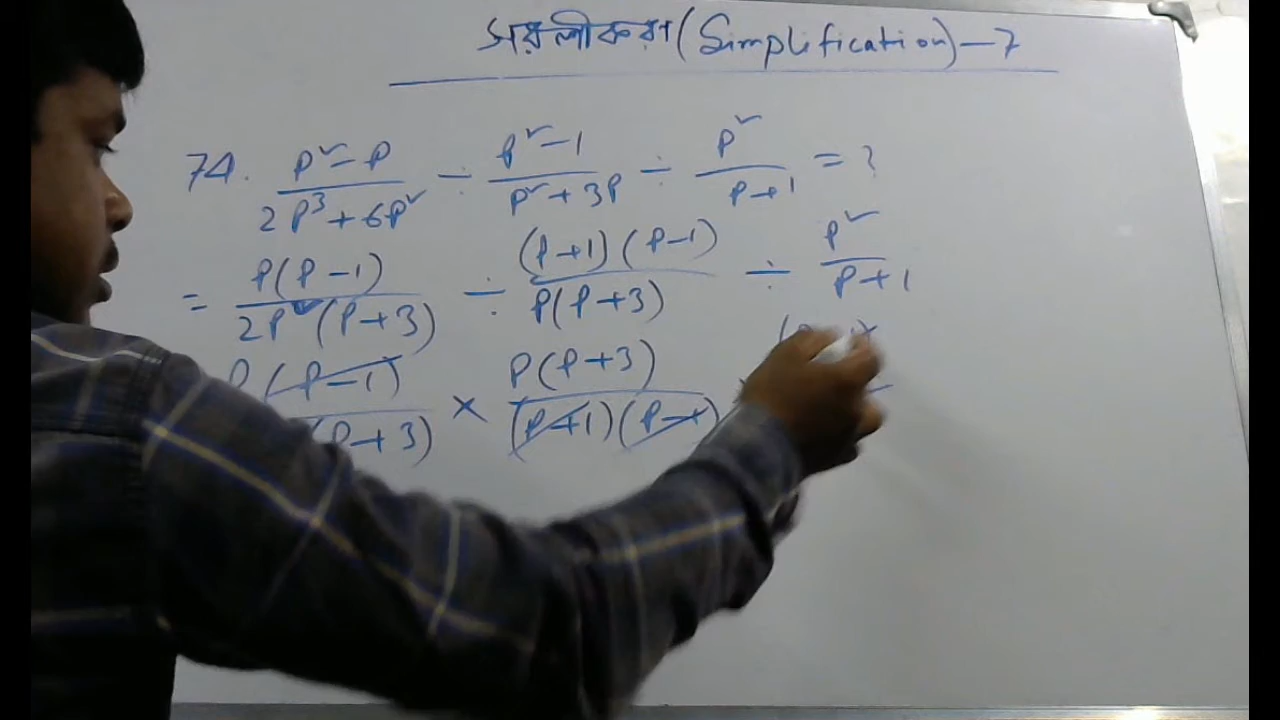 সরলীকরণ (Simplification) – 7
74. (p² - p)/(2p³ + 6p²) ÷ (p² - 1)/(p² + 3p) ÷ p²/(p + 1) = ?
= p(p - 1)/(2p²(p + 3)) ÷ (p + 1)(p - 1)/(p(p + 3)) ÷ p²/(p + 1)
p(p - 1)/(p + 3) × p(p + 3)/((p + 1)(p - 1))